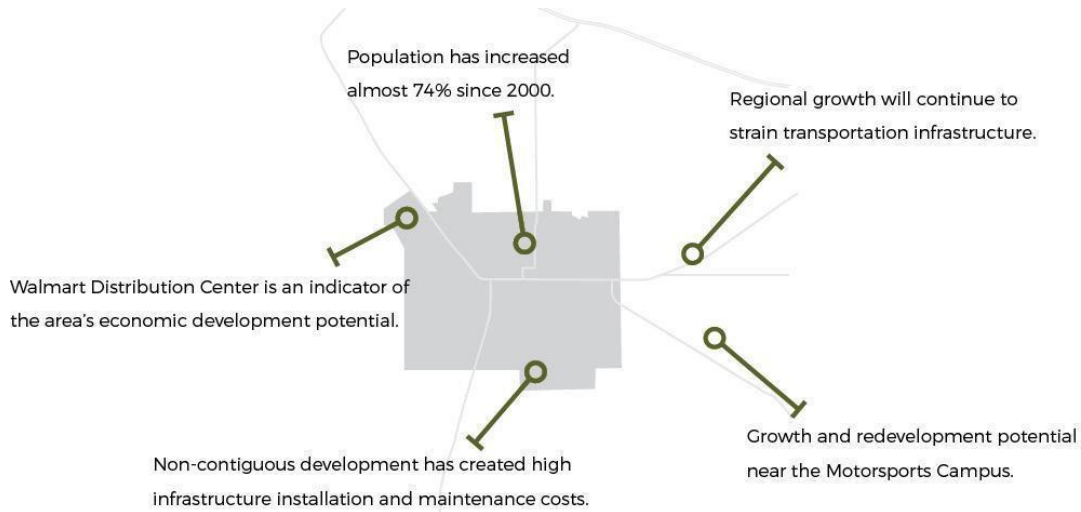 Population has increased
almost 74% since 2000.
Regional growth will continue to
strain transportation infrastructure.
Walmart Distribution Center is an indicator of
the area’s economic development potential.
Growth and redevelopment potential
near the Motorsports Campus.
Non-contiguous development has created high
infrastructure installation and maintenance costs.